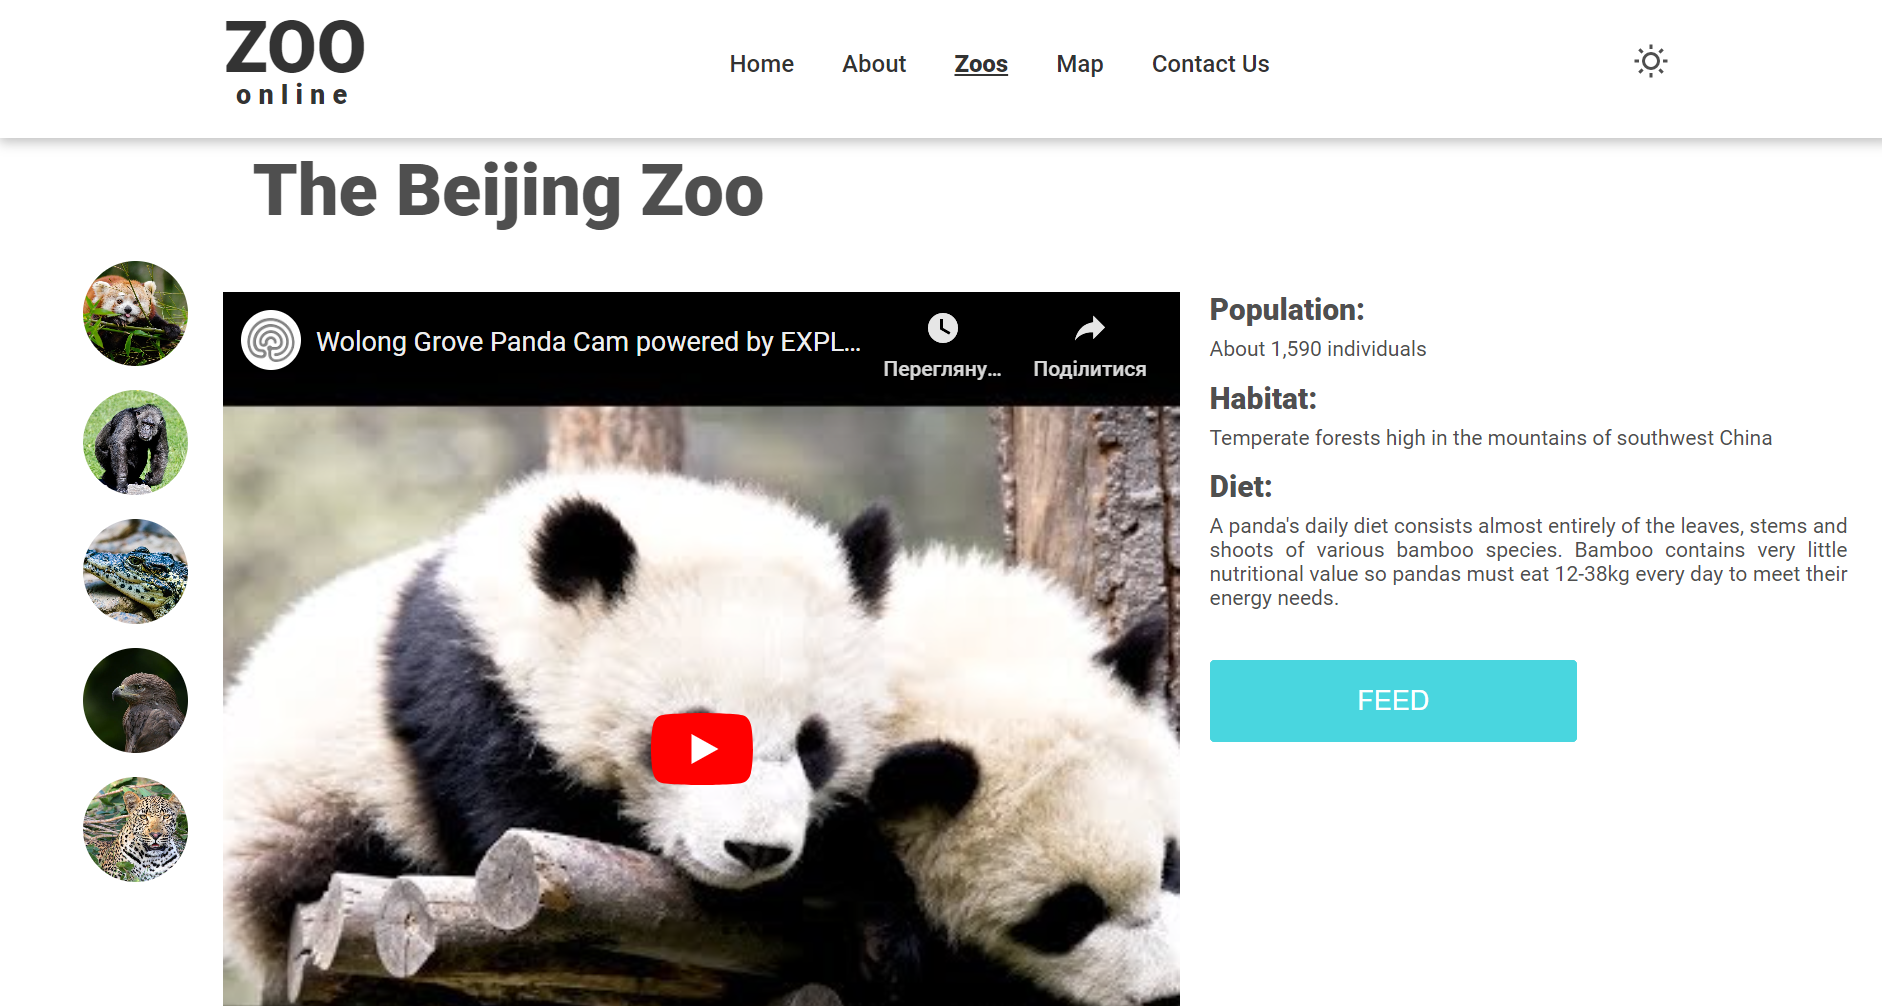 ZOO
online
Home About Zoos Map Contact Us
The Beijing Zoo
Wolong Grove Panda Cam powered by EXPL...
Перегляну...
Поділитися
Population:
About 1,590 individuals
Habitat:
Temperate forests high in the mountains of southwest China
Diet:
A panda's daily diet consists almost entirely of the leaves, stems and
shoots of various bamboo species. Bamboo contains very little
nutritional value so pandas must eat 12-38kg every day to meet their
energy needs.
FEED